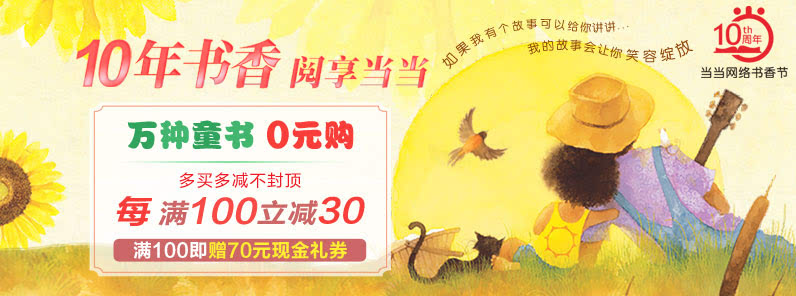 10年书香 阅享当当
如果我有个故事可以给你讲讲…
我的故事会让你笑容绽放
10th
周年
当当网络书香节
万种童书 0元购
多买多减不封顶
每 满100立减30
满100即赠70元现金礼券